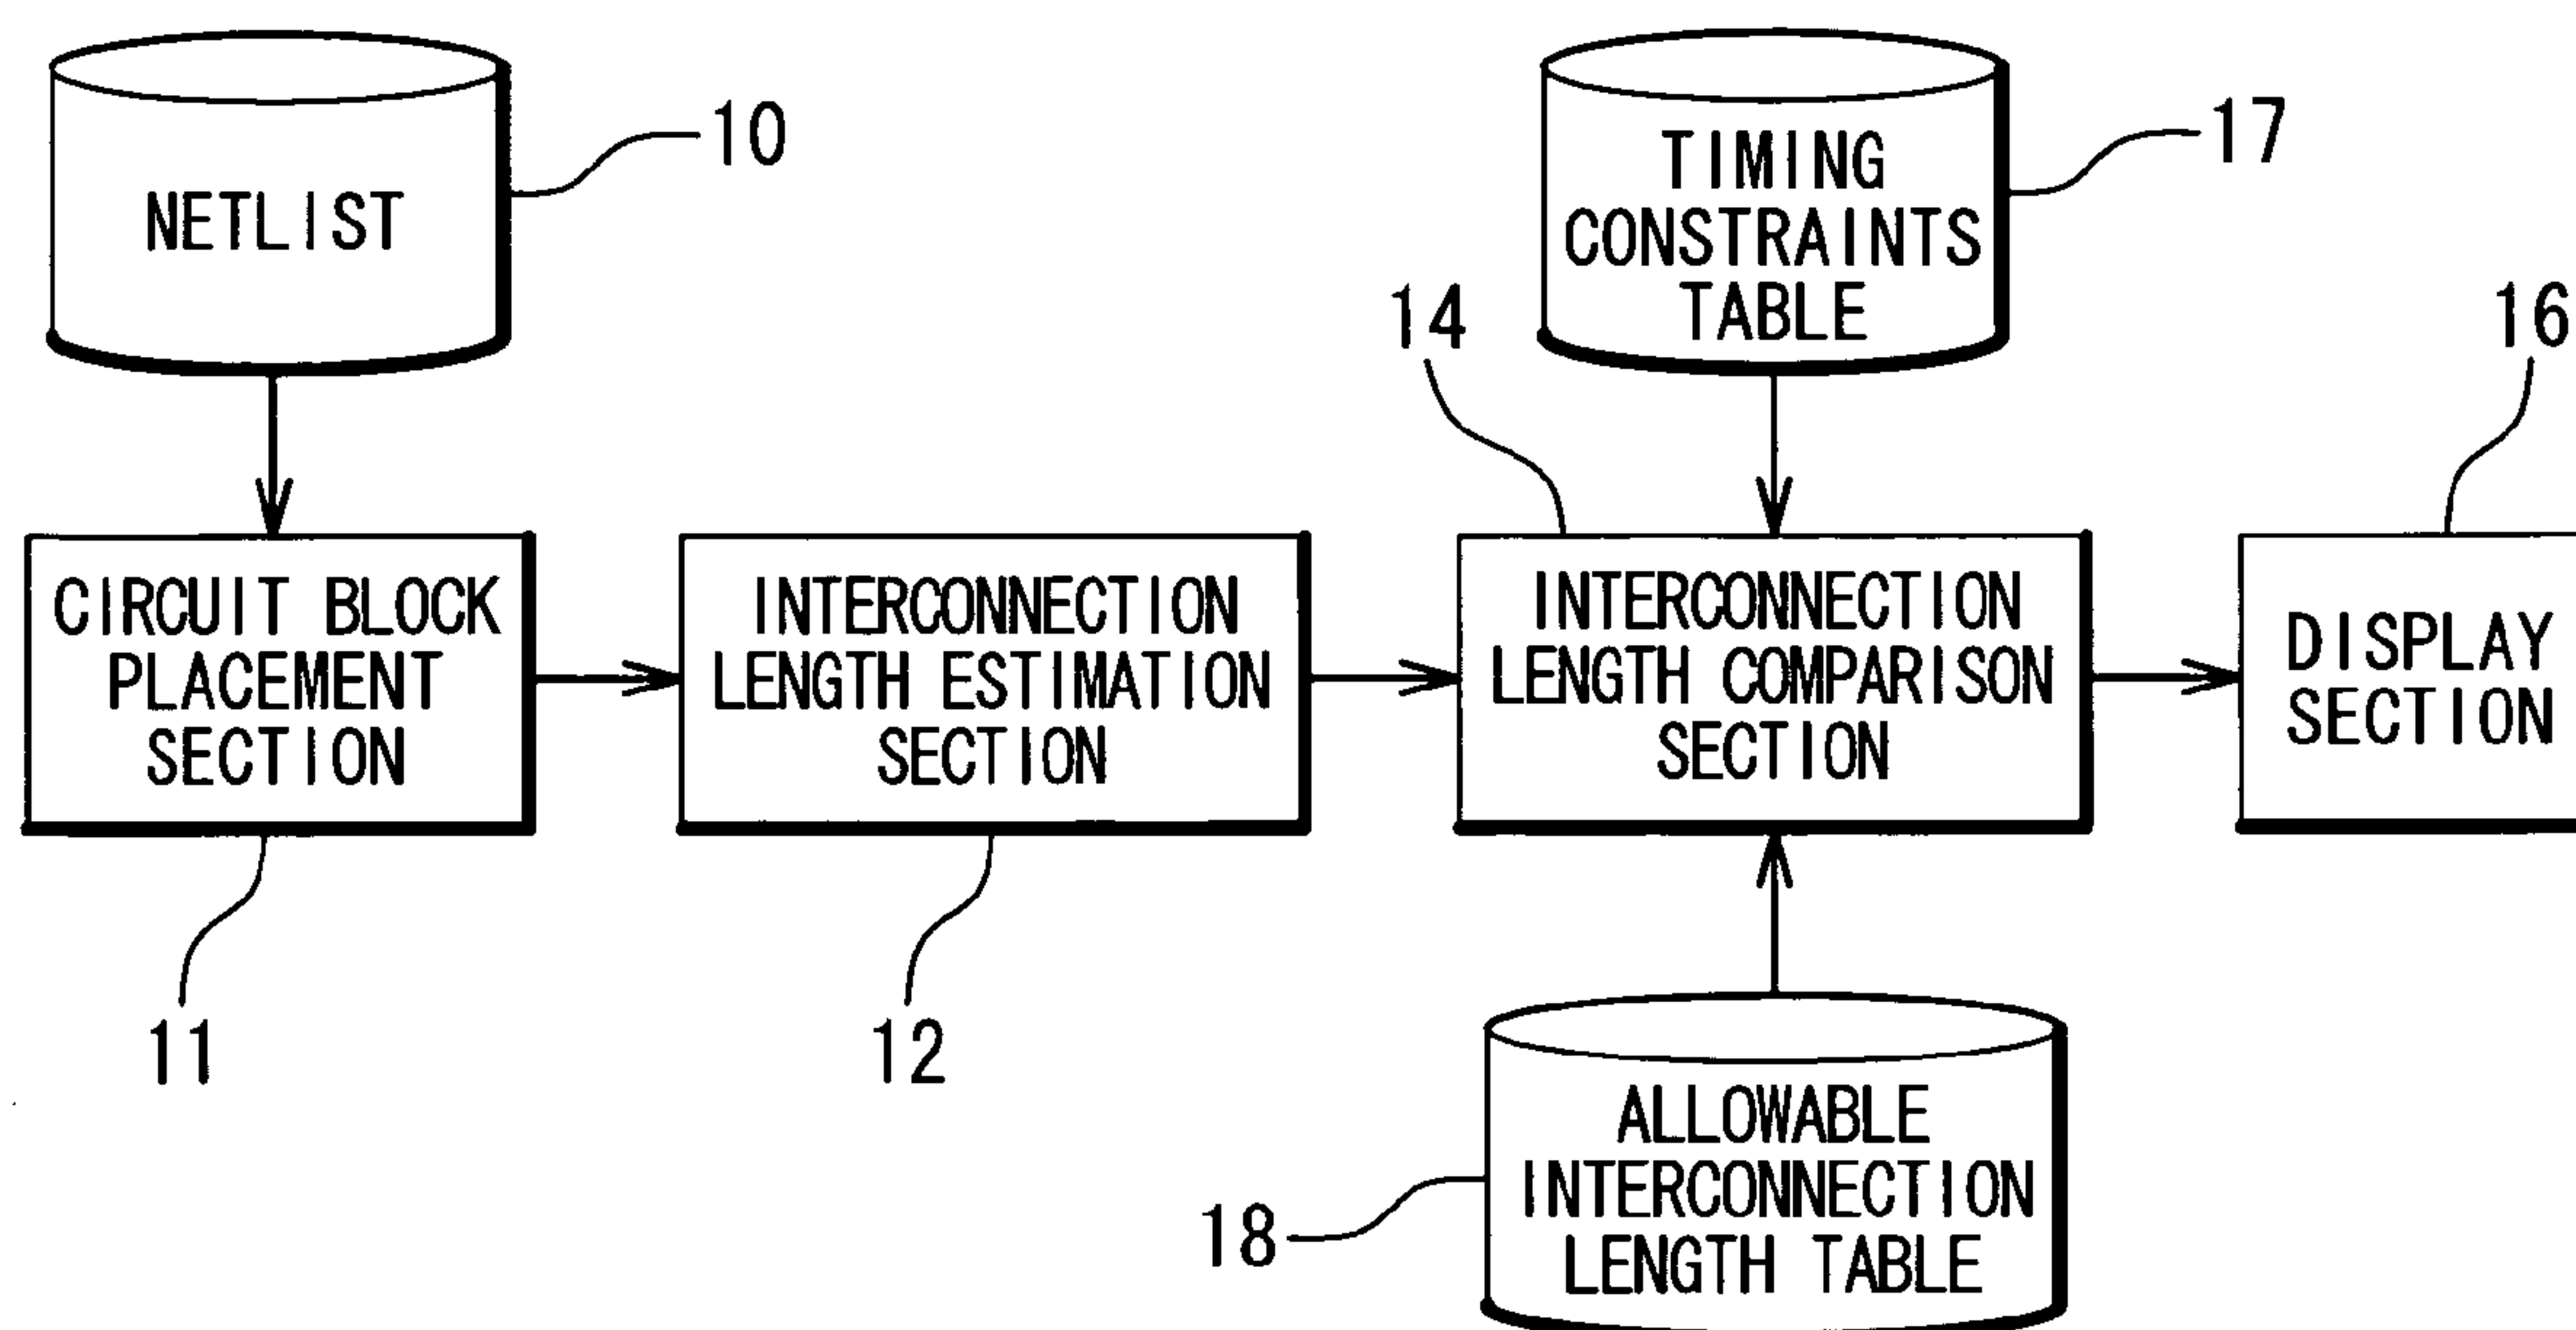 10
NETLIST
17
TIMING
CONSTRAINTS
TABLE
14
16
CIRCUIT BLOCK
PLACEMENT
SECTION
INTERCONNECTION
LENGTH ESTIMATION
SECTION
INTERCONNECTION
LENGTH COMPARISON
SECTION
DISPLAY
SECTION
11
12
18
ALLOWABLE
INTERCONNECTION
LENGTH TABLE